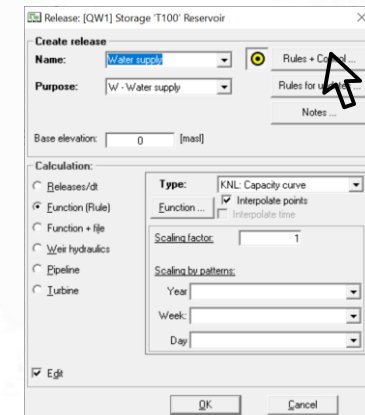 Release: [QW1] Storage 'T100' Reservoir
Create release
Name: Water supply Rules + Control ...
Purpose: W - Water supply Rules for
Notes ...
Base elevation: 0 [masl]
Calculation:
Releases/dt Type: KNL: Capacity curve
Function (Rule) Function ... Interpolate points
Interpolate time
Function + file
Scaling factor: 1
Weir hydraulics
Pipeline Scaling by patterns:
Turbine Year
Week:
Day
Edit
OK Cancel